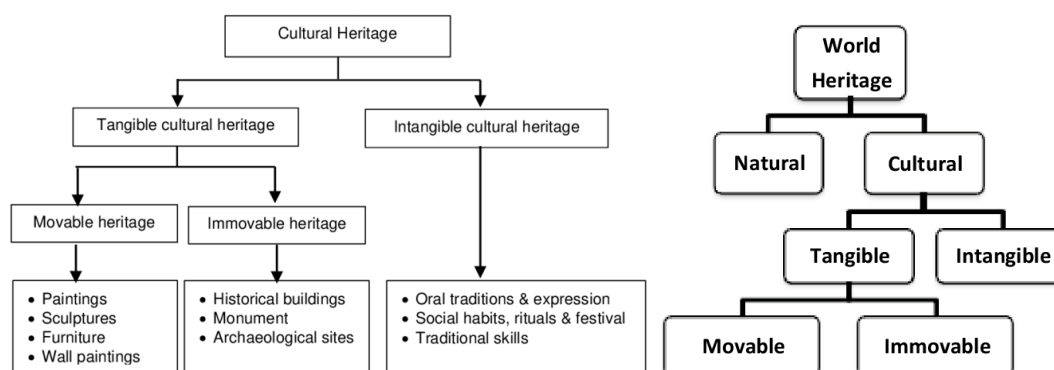 Cultural Heritage
Tangible cultural heritage
Intangible cultural heritage
Movable heritage
Immovable heritage
• Paintings
• Sculptures
• Furniture
• Wall paintings
• Historical buildings
• Monument
• Archaeological sites
• Oral traditions & expression
• Social habits, rituals & festival
• Traditional skills
World
Heritage
Natural
Cultural
Tangible
Intangible
Movable
Immovable